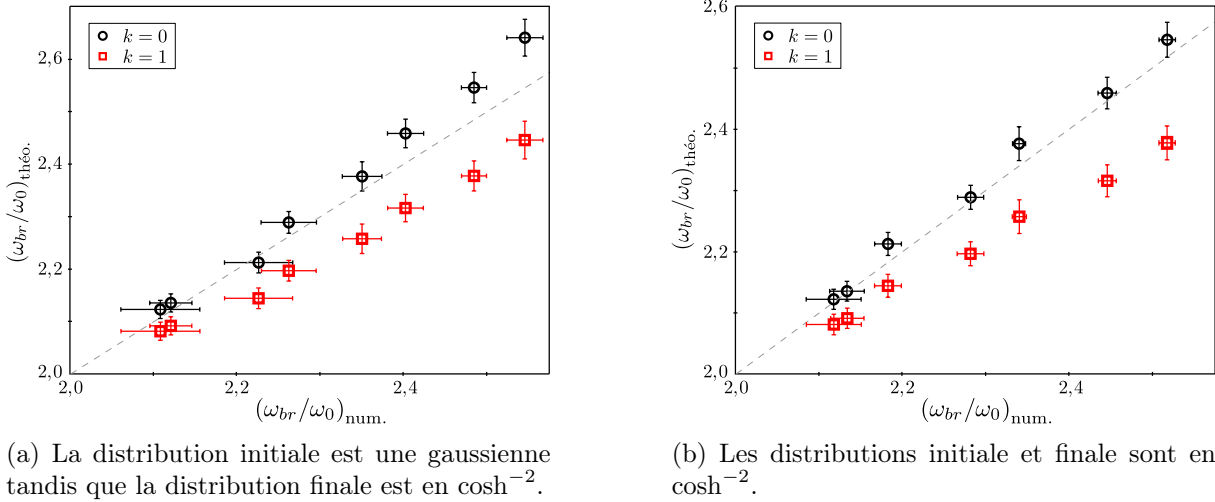 2,6
2,4
2,2
2,0
(ω_br/ω_0)_théo.
k = 0
k = 1
2,0
2,2
2,4
(ω_br/ω_0)_num.
(a) La distribution initiale est une gaussienne
tandis que la distribution finale est en cosh⁻².
2,6
2,4
2,2
2,0
(ω_br/ω_0)_théo.
k = 0
k = 1
2,0
2,2
2,4
(ω_br/ω_0)_num.
(b) Les distributions initiale et finale sont en
cosh⁻².